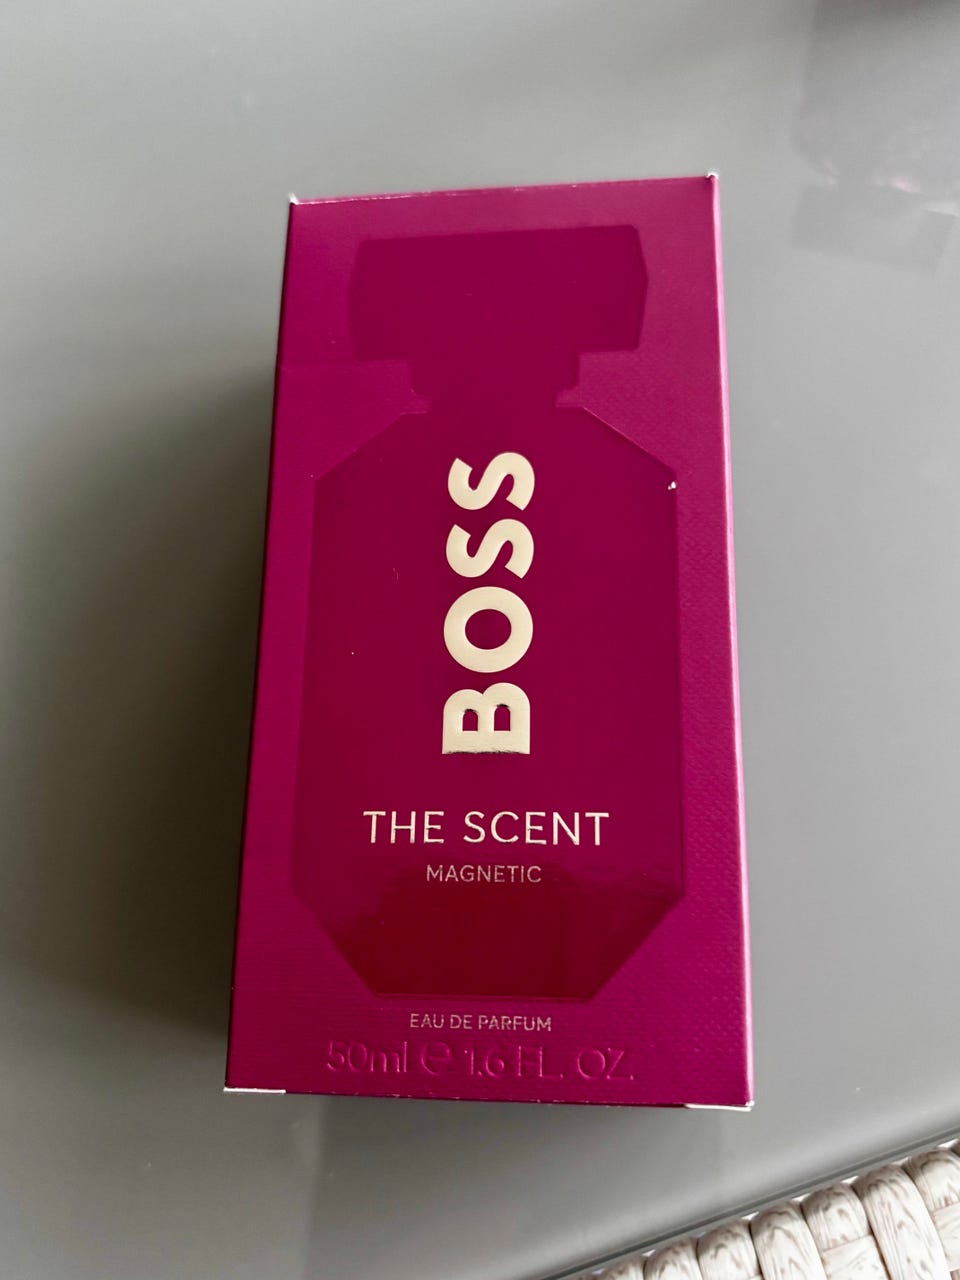 BOSS
THE SCENT
MAGNETIC
EAU DE PARFUM
50ml ℮ 1.6 FL. OZ.